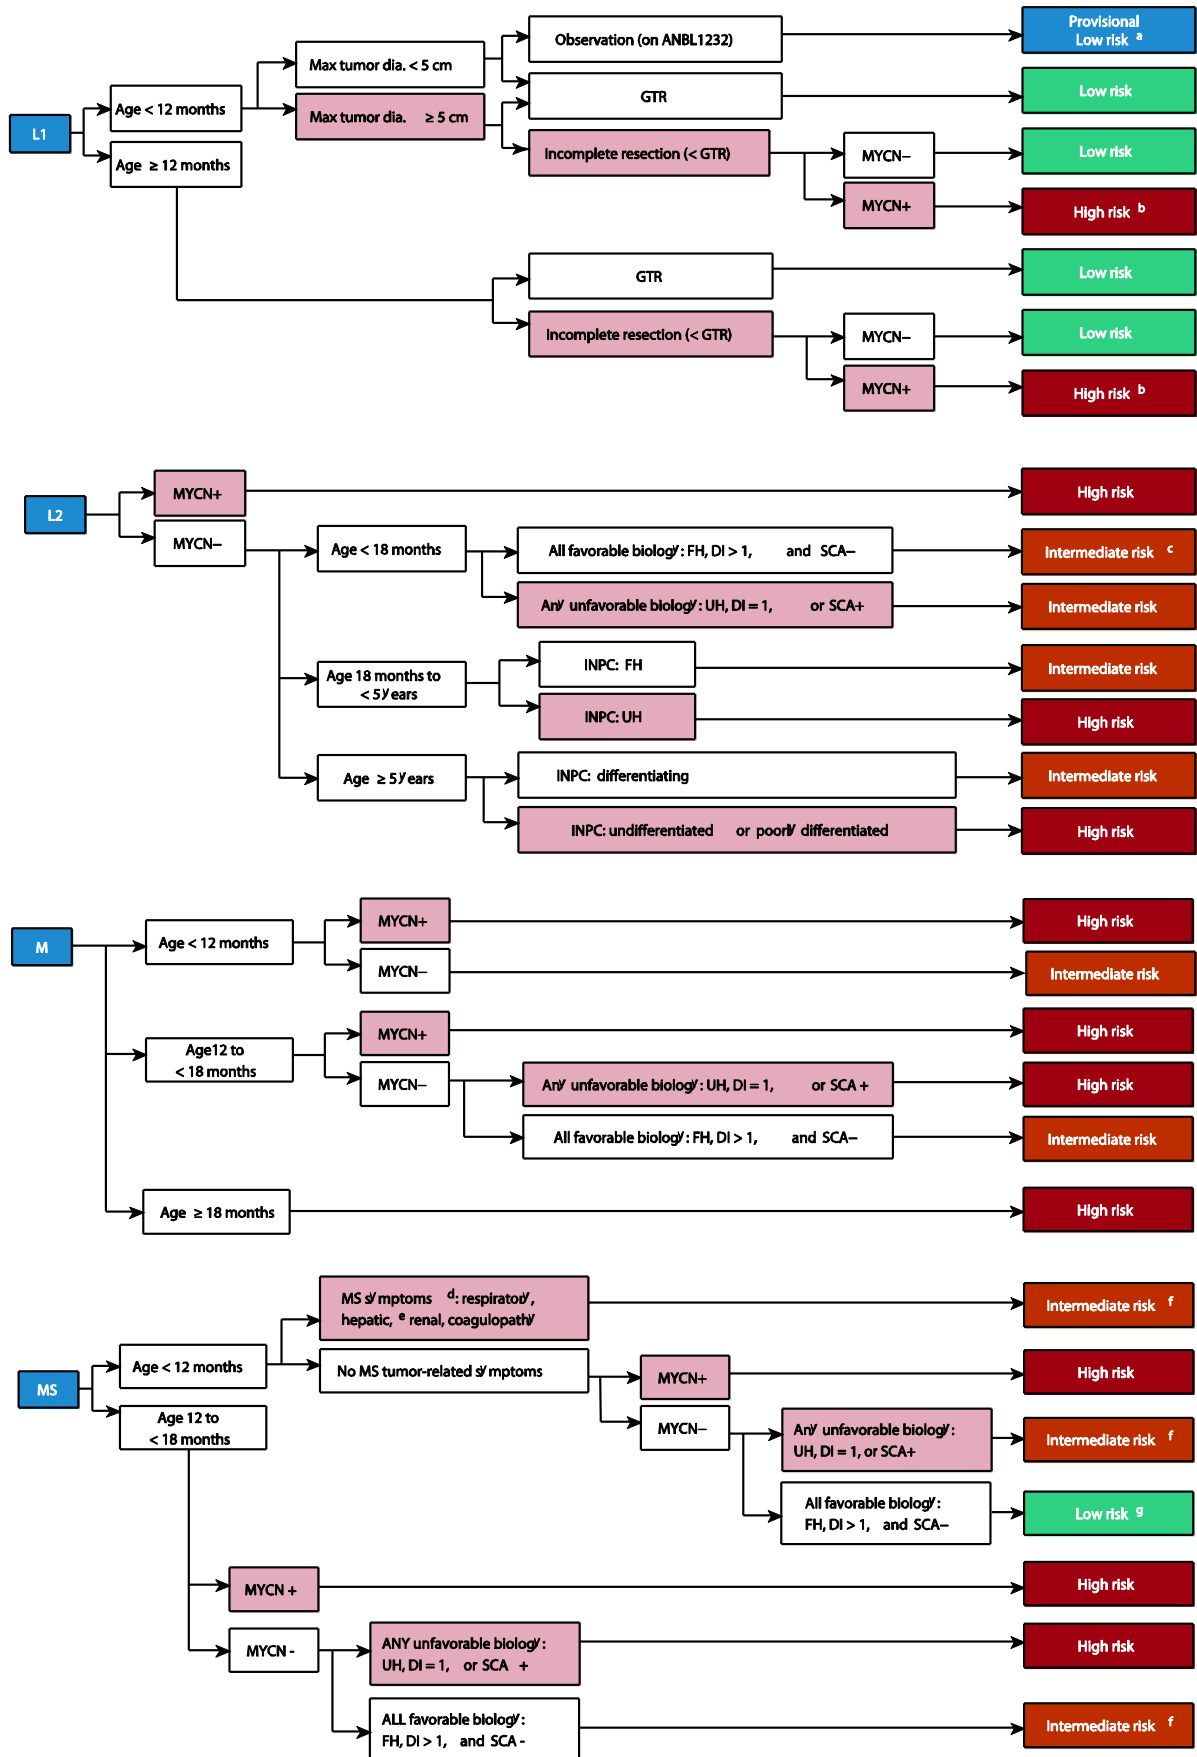 L1
Age < 12 months
Age ≥ 12 months
Max tumor dia. < 5 cm
Max tumor dia. ≥ 5 cm
Observation (on ANBL1232)
GTR
Incomplete resection (< GTR)
MYCN–
MYCN+
Provisional
Low risk a
Low risk
Low risk
High risk b
GTR
Incomplete resection (< GTR)
MYCN–
MYCN+
Low risk
Low risk
High risk b
L2
MYCN+
MYCN–
High risk
Age < 18 months
All favorable biology: FH, DI > 1, and SCA–
Intermediate risk c
Any unfavorable biology: UH, DI = 1, or SCA+
Intermediate risk
Age 18 months to
< 5 years
INPC: FH
Intermediate risk
INPC: UH
High risk
Age ≥ 5 years
INPC: differentiating
Intermediate risk
INPC: undifferentiated or poorly differentiated
High risk
M
Age < 12 months
MYCN+
High risk
MYCN–
Intermediate risk
Age12 to
< 18 months
MYCN+
High risk
MYCN–
Any unfavorable biology: UH, DI = 1, or SCA +
High risk
All favorable biology: FH, DI > 1, and SCA–
Intermediate risk
Age ≥ 18 months
High risk
MS
Age < 12 months
MS symptoms d: respiratory,
hepatic, e renal, coagulopathy
Intermediate risk f
No MS tumor-related symptoms
MYCN+
High risk
MYCN–
Any unfavorable biology:
UH, DI = 1, or SCA+
Intermediate risk f
All favorable biology:
FH, DI > 1, and SCA–
Low risk g
Age 12 to
< 18 months
MYCN +
High risk
MYCN -
ANY unfavorable biology:
UH, DI = 1, or SCA +
High risk
ALL favorable biology:
FH, DI > 1, and SCA -
Intermediate risk f